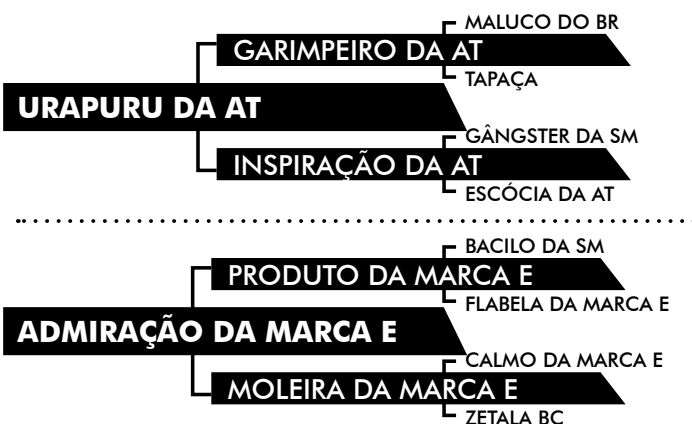 MALUCO DO BR
GARIMPEIRO DA AT
TAPAÇA
URAPURU DA AT
GÂNGSTER DA SM
INSPIRAÇÃO DA AT
ESCÓCIA DA AT
BACILO DA SM
PRODUTO DA MARCA E
FLABELA DA MARCA E
ADMIRAÇÃO DA MARCA E
CALMO DA MARCA E
MOLEIRA DA MARCA E
ZETALA BC